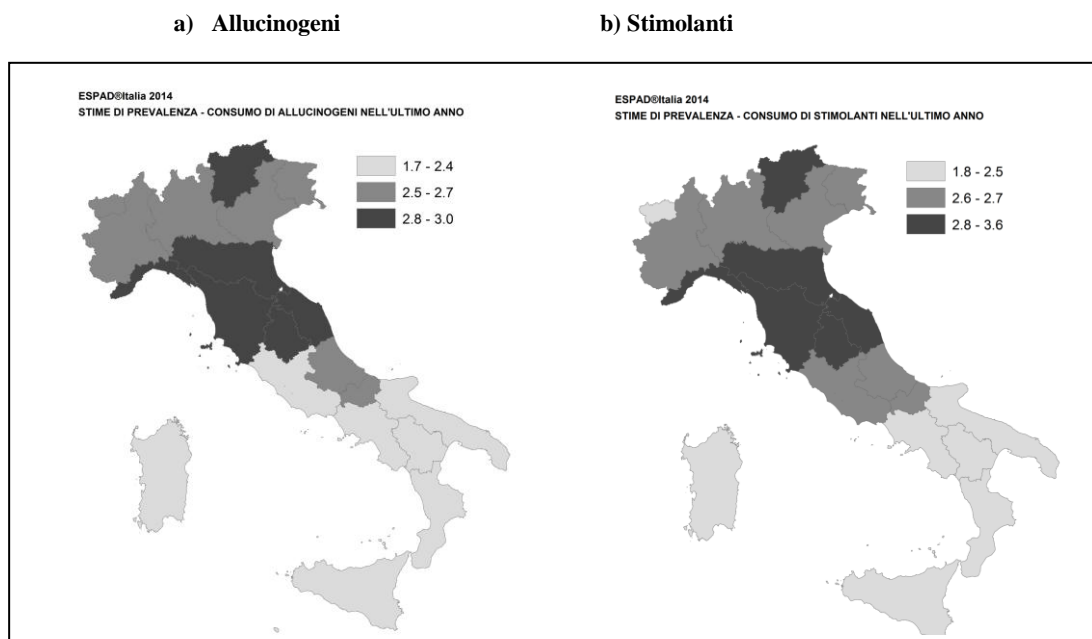 a) Allucinogeni
b) Stimolanti
ESPAD®Italia 2014
STIME DI PREVALENZA - CONSUMO DI ALLUCINOGENI NELL'ULTIMO ANNO
1.7 - 2.4
2.5 - 2.7
2.8 - 3.0
ESPAD®Italia 2014
STIME DI PREVALENZA - CONSUMO DI STIMOLANTI NELL'ULTIMO ANNO
1.8 - 2.5
2.6 - 2.7
2.8 - 3.6